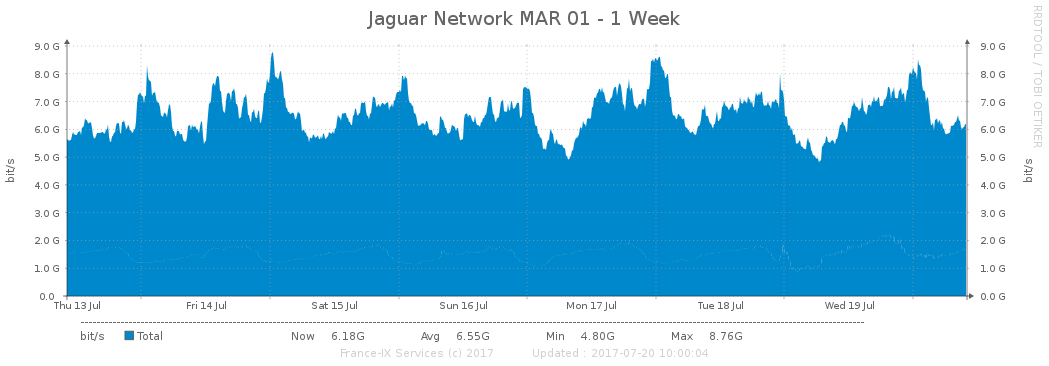 Jaguar Network MAR 01 - 1 Week
RRDTOOL / TOBI OETIKER
bit/s
9.0 G
8.0 G
7.0 G
6.0 G
5.0 G
4.0 G
3.0 G
2.0 G
1.0 G
0.0
9.0 G
8.0 G
7.0 G
6.0 G
5.0 G
4.0 G
3.0 G
2.0 G
1.0 G
0.0 G
bit/s
Thu 13 Jul Fri 14 Jul Sat 15 Jul Sun 16 Jul Mon 17 Jul Tue 18 Jul Wed 19 Jul
bit/s Total Now 6.18G Avg 6.55G Min 4.80G Max 8.76G
France-IX Services (c) 2017 Updated : 2017-07-20 10:00:04